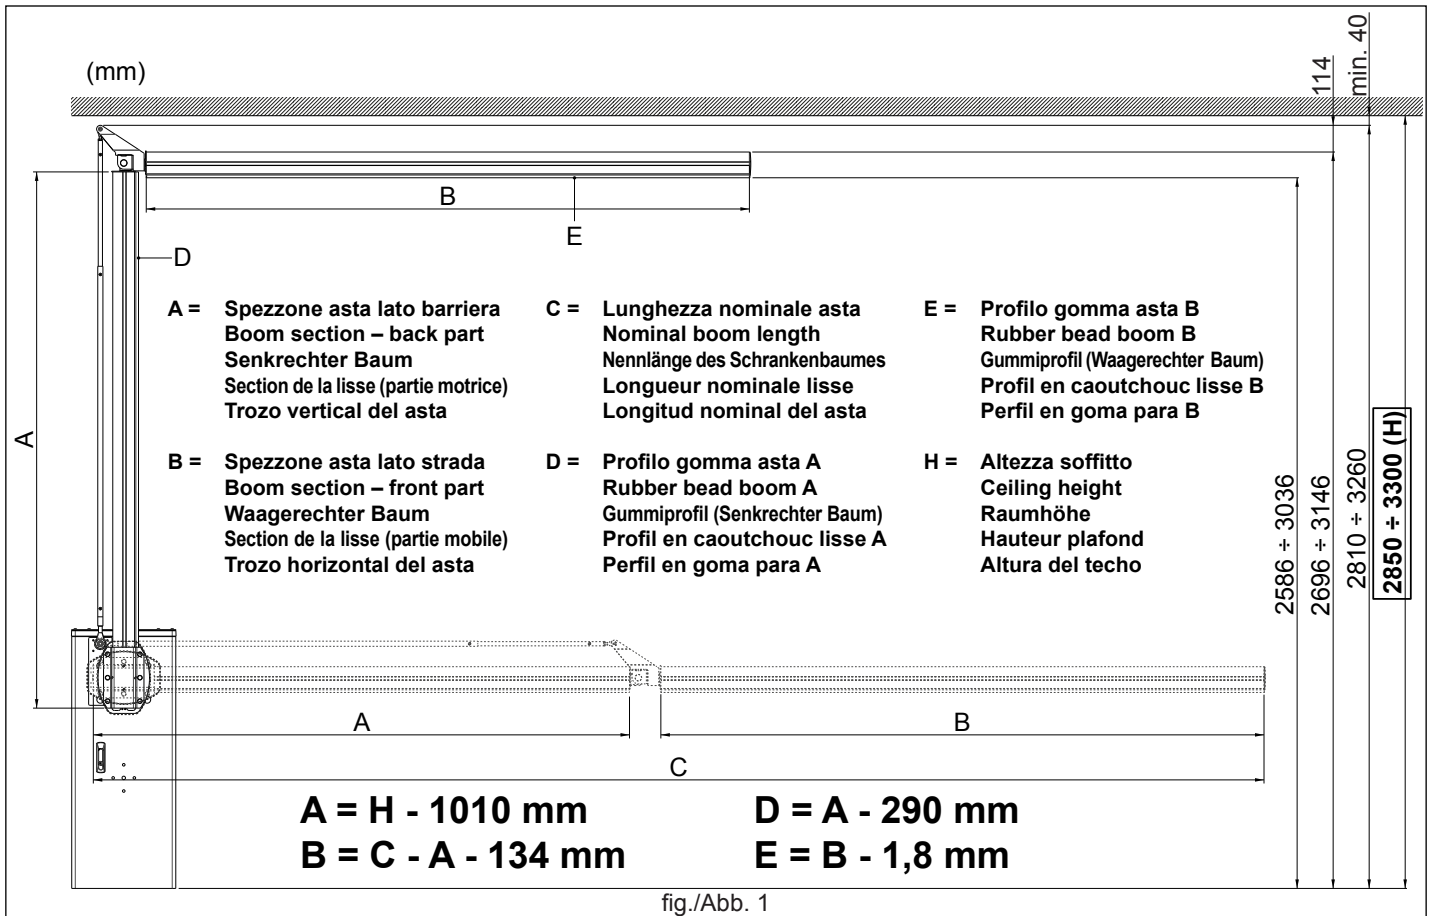 (mm)
114
min. 40
B
E
D
A =
Spezzone asta lato barriera
Boom section – back part
Senkrechter Baum
Section de la lisse (partie motrice)
Trozo vertical del asta
C =
Lunghezza nominale asta
Nominal boom length
Nennlänge des Schrankenbaumes
Longueur nominale lisse
Longitud nominal del asta
E =
Profilo gomma asta B
Rubber bead boom B
Gummiprofil (Waagerechter Baum)
Profil en caoutchouc lisse B
Perfil en goma para B
A
B =
Spezzone asta lato strada
Boom section – front part
Waagerechter Baum
Section de la lisse (partie mobile)
Trozo horizontal del asta
D =
Profilo gomma asta A
Rubber bead boom A
Gummiprofil (Senkrechter Baum)
Profil en caoutchouc lisse A
Perfil en goma para A
H =
Altezza soffitto
Ceiling height
Raumhöhe
Hauteur plafond
Altura del techo
2586 ÷ 3036
2696 ÷ 3146
2810 ÷ 3260
2850 ÷ 3300 (H)
A
B
C
A = H - 1010 mm
D = A - 290 mm
B = C - A - 134 mm
E = B - 1,8 mm
fig./Abb. 1